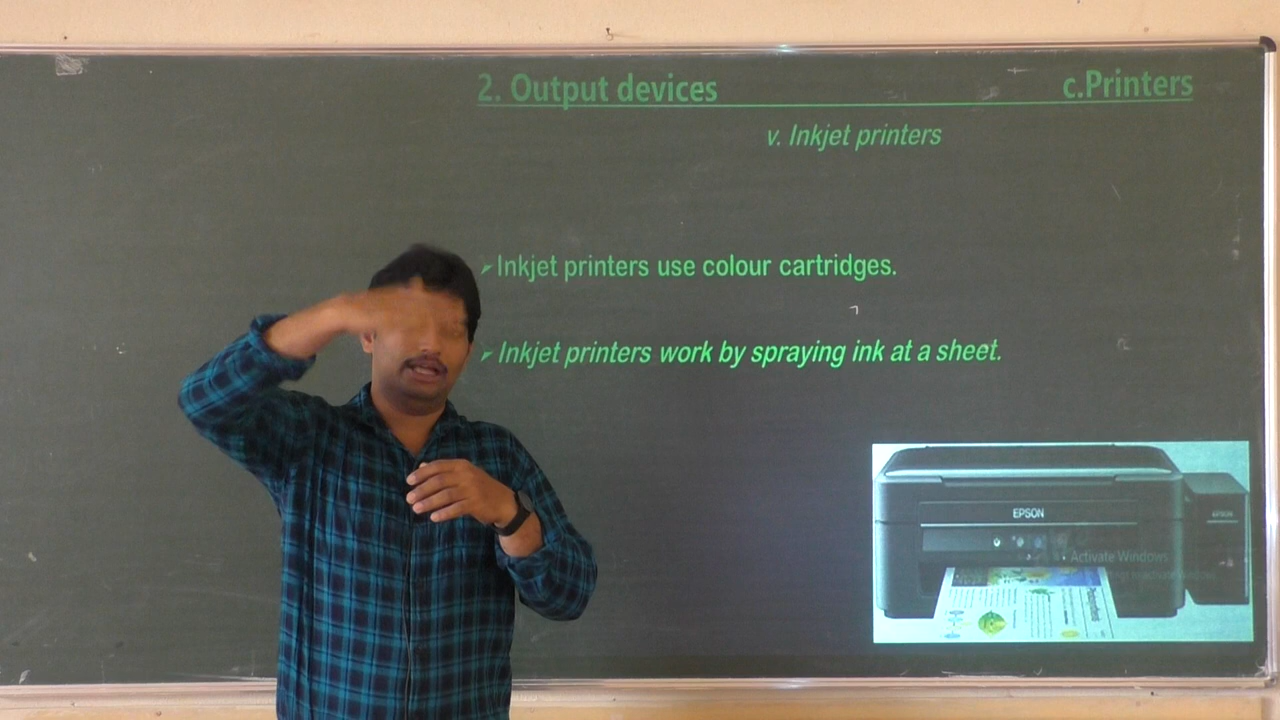 2. Output devices c.Printers
v. Inkjet printers
➢Inkjet printers use colour cartridges.
➢Inkjet printers work by spraying ink at a sheet.
EPSON
EPSON
Activate Windows